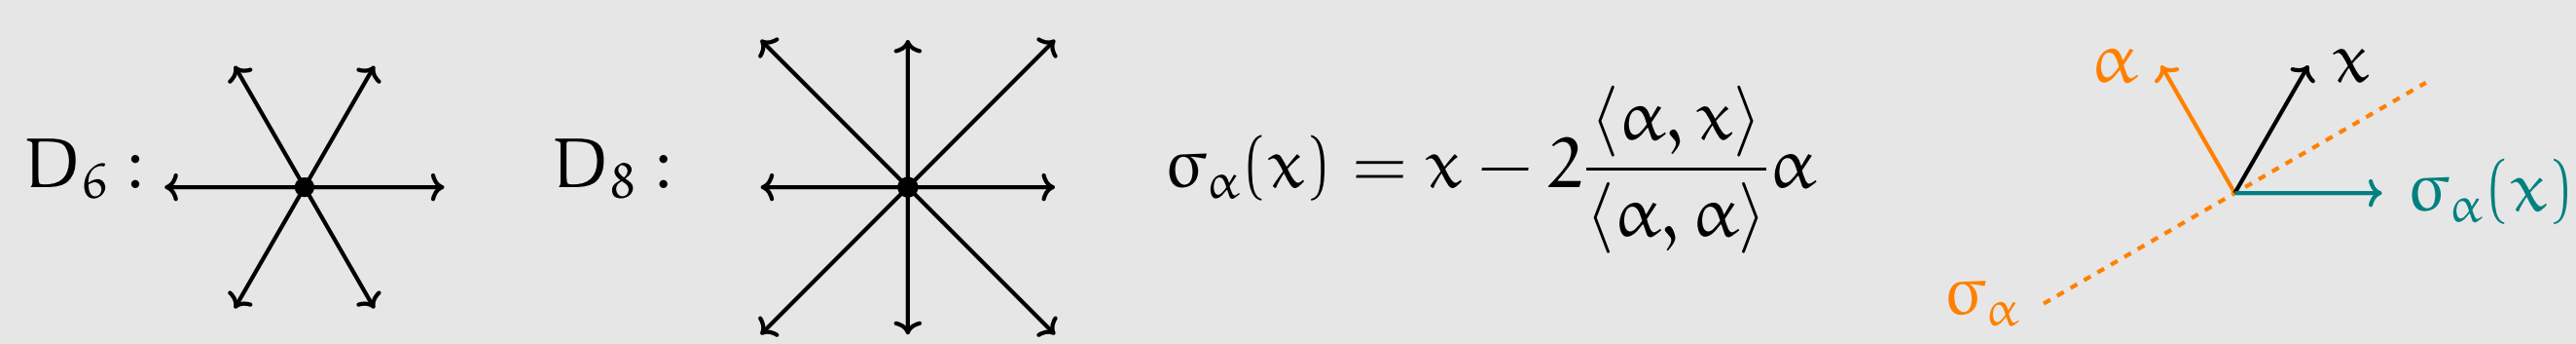 D₆ :
D₈ :
σ_α(x) = x − 2⟨α, x⟩/⟨α, α⟩ α
α
x
σ_α(x)
σ_α